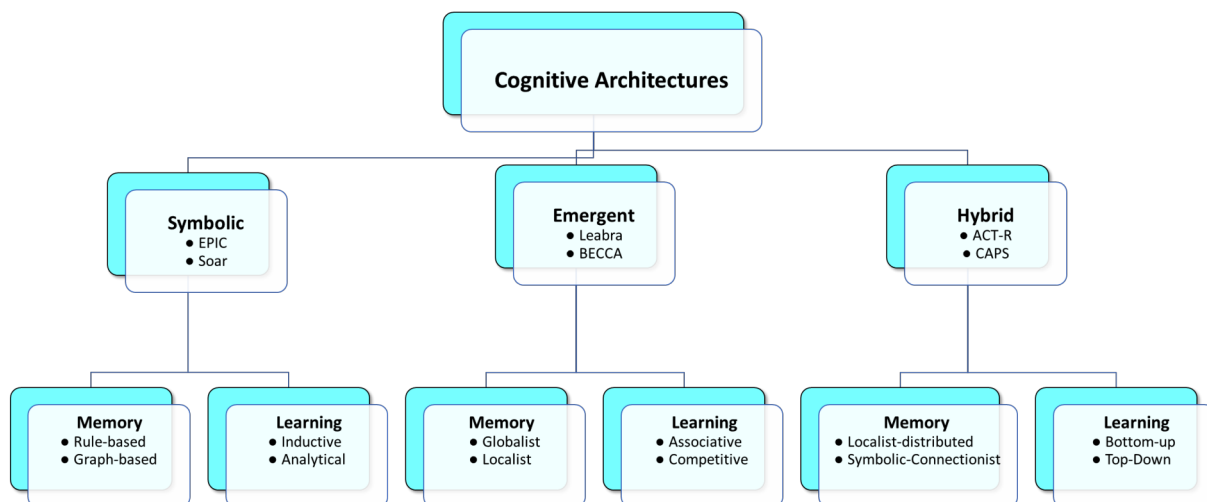 Cognitive Architectures
Symbolic
● EPIC
● Soar
Emergent
● Leabra
● BECCA
Hybrid
● ACT-R
● CAPS
Memory
● Rule-based
● Graph-based
Learning
● Inductive
● Analytical
Memory
● Globalist
● Localist
Learning
● Associative
● Competitive
Memory
● Localist-distributed
● Symbolic-Connectionist
Learning
● Bottom-up
● Top-Down